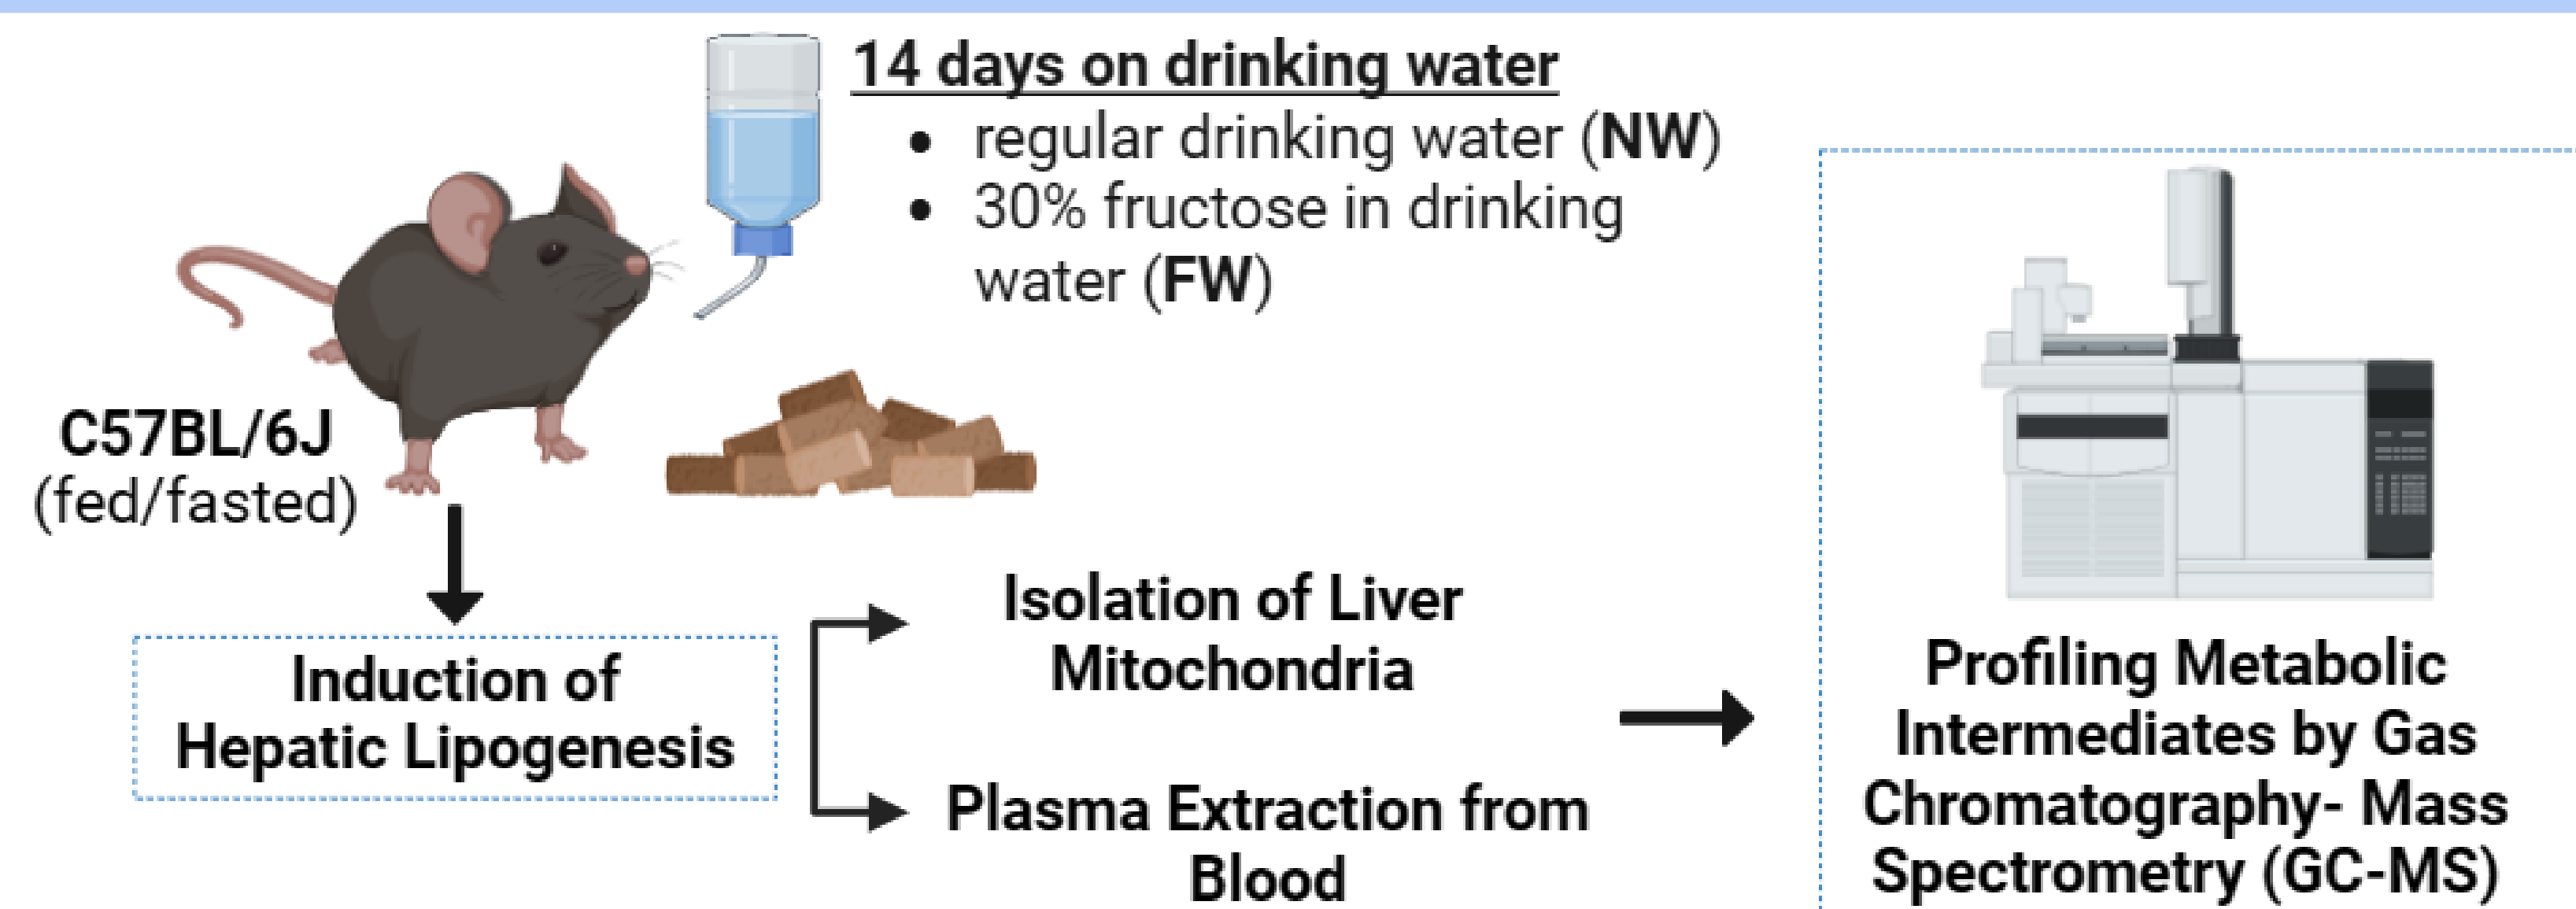 14 days on drinking water
• regular drinking water (NW)
• 30% fructose in drinking
water (FW)
C57BL/6J
(fed/fasted)
Induction of
Hepatic Lipogenesis
Isolation of Liver
Mitochondria
Plasma Extraction from
Blood
Profiling Metabolic
Intermediates by Gas
Chromatography- Mass
Spectrometry (GC-MS)